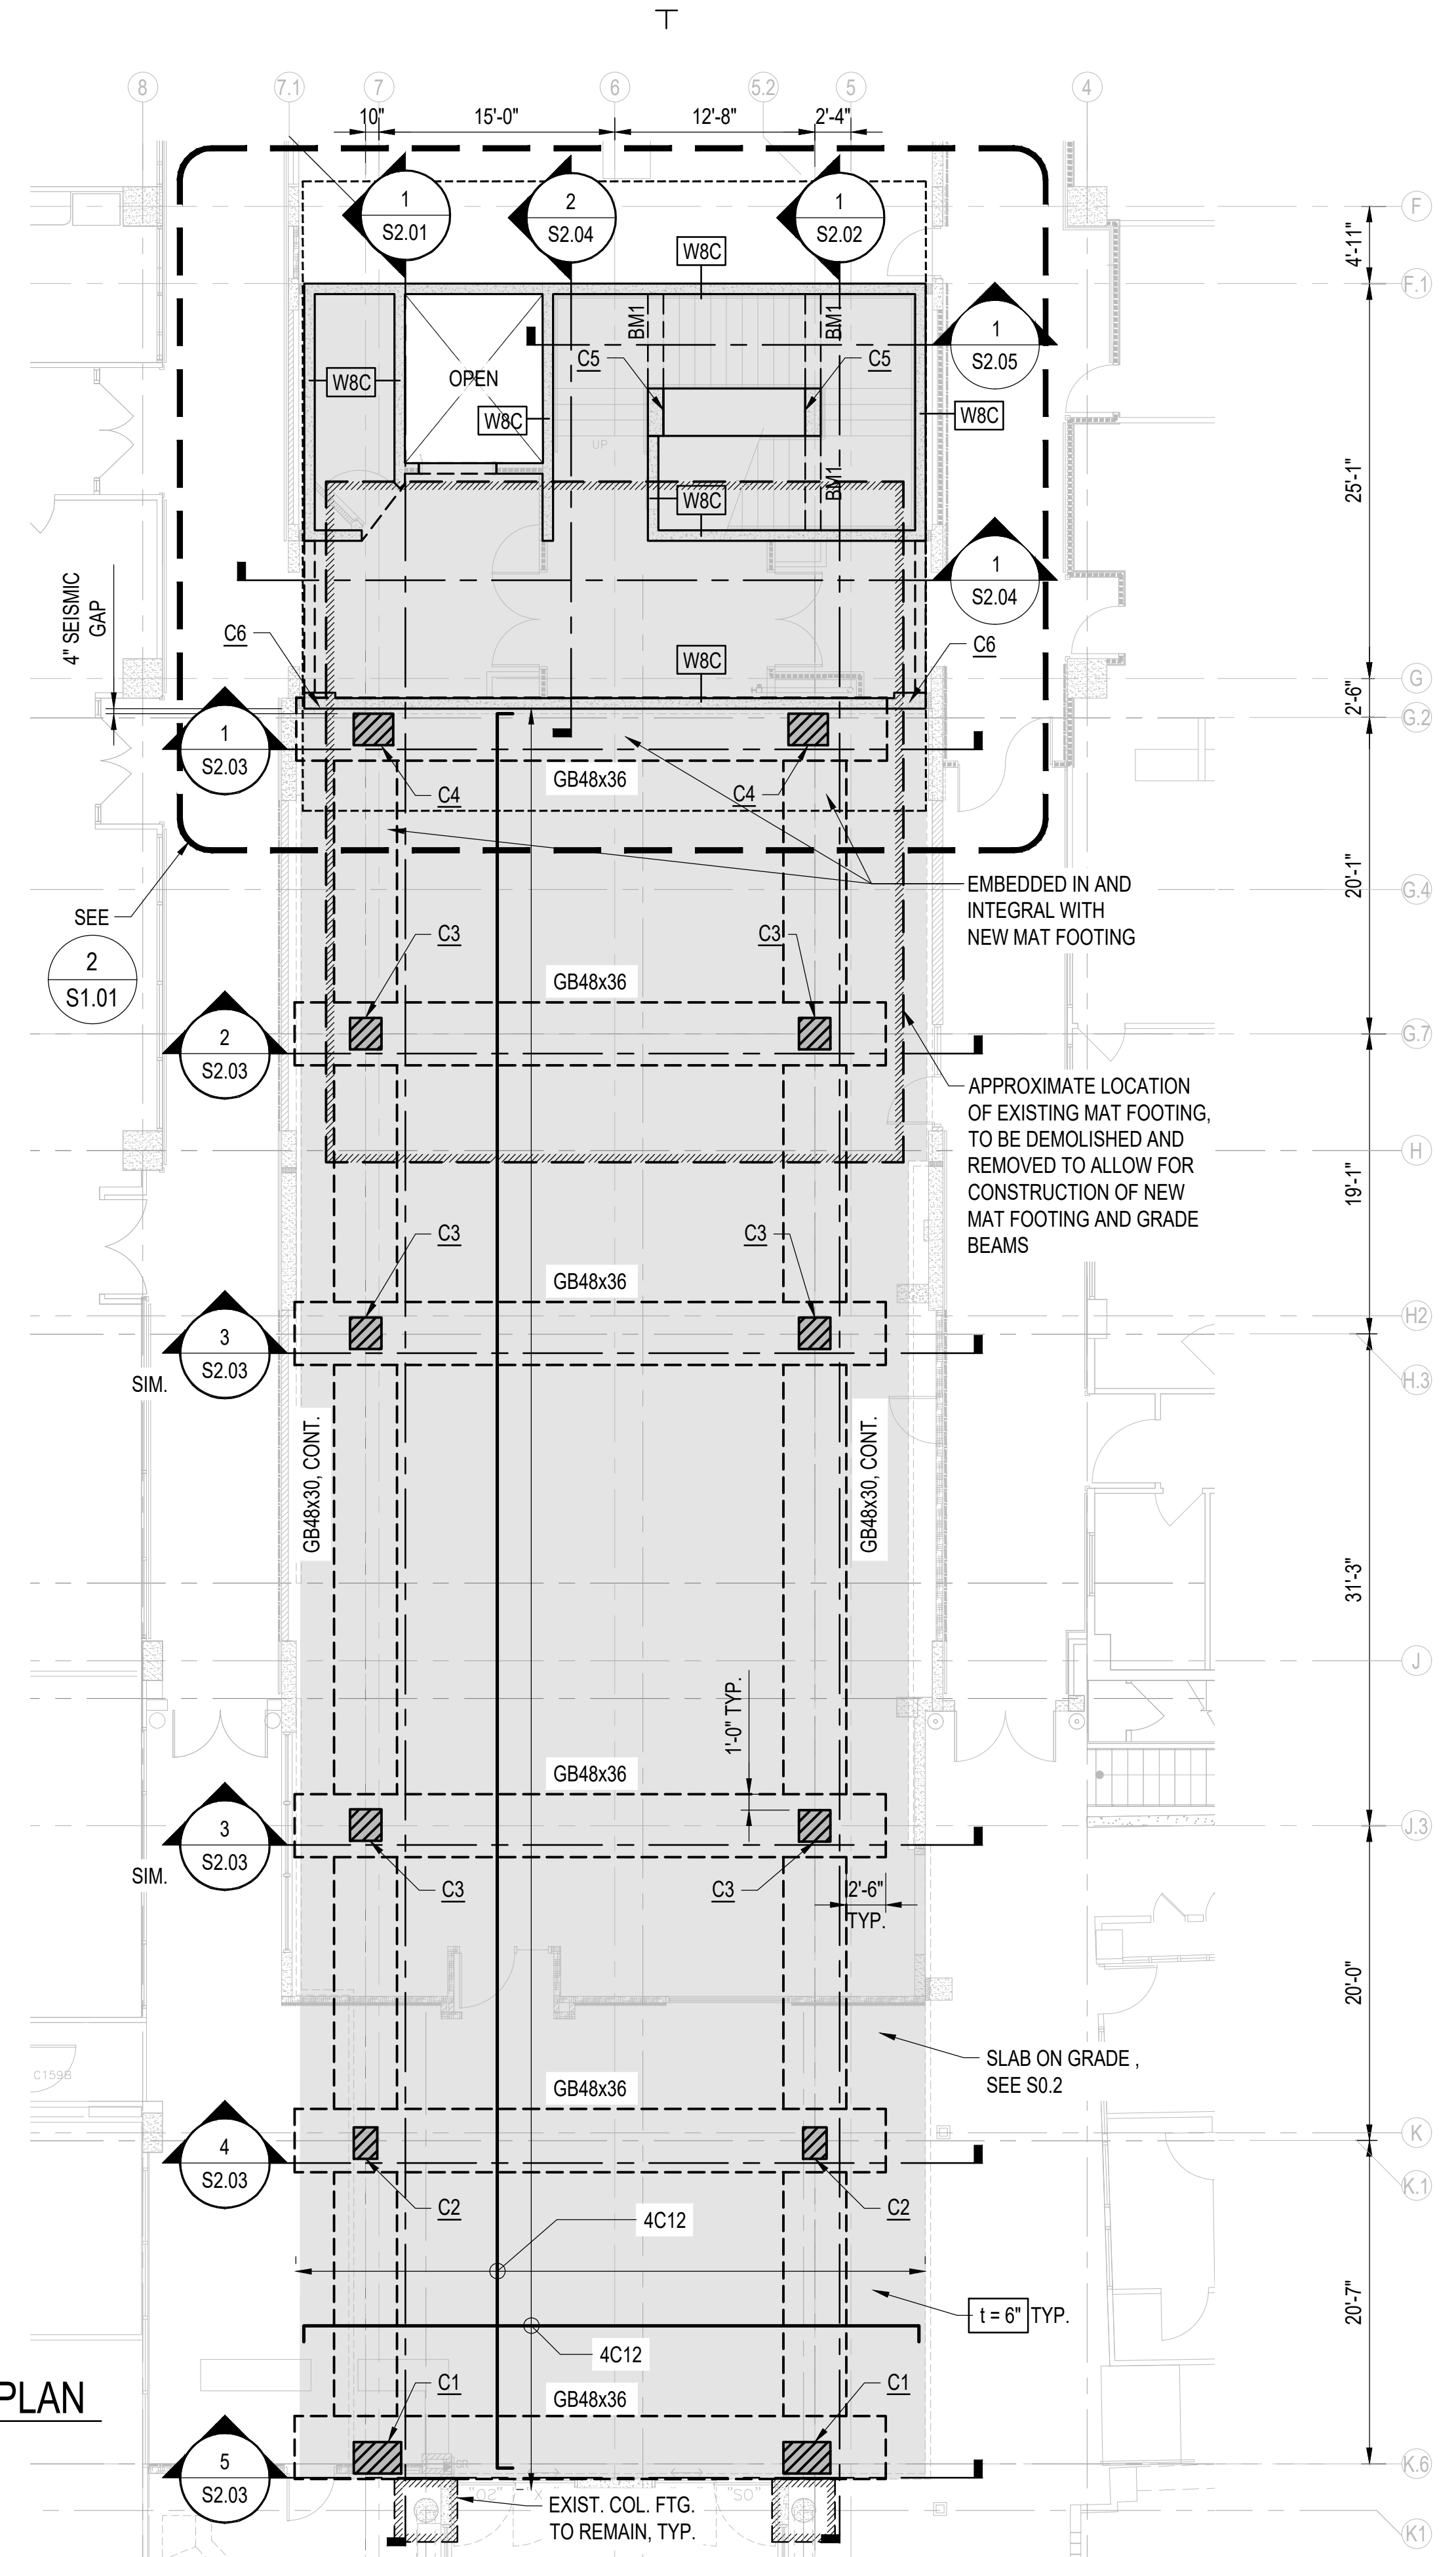 8
7.1
7
6
5.2
5
4
10"
15'-0"
12'-8"
2'-4"
1
S2.01
2
S2.04
1
S2.02
F
4'-11"
W8C
F.1
BM1
BM1
1
S2.05
C5
C5
W8C
OPEN
W8C
W8C
UP
25'-1"
W8C
BM1
1
S2.04
4" SEISMIC
GAP
C6
C6
W8C
G
2'-6"
G.2
1
S2.03
GB48x36
C4
C4
20'-1"
EMBEDDED IN AND
INTEGRAL WITH
NEW MAT FOOTING
G.4
SEE
2
S1.01
C3
C3
GB48x36
2
S2.03
G.7
APPROXIMATE LOCATION
OF EXISTING MAT FOOTING,
TO BE DEMOLISHED AND
REMOVED TO ALLOW FOR
CONSTRUCTION OF NEW
MAT FOOTING AND GRADE
BEAMS
H
19'-1"
C3
C3
GB48x36
3
S2.03
SIM.
H2
H.3
GB48x30, CONT.
GB48x30, CONT.
31'-3"
J
1'-0" TYP.
GB48x36
3
S2.03
SIM.
J.3
C3
C3
2'-6"
TYP.
20'-0"
SLAB ON GRADE ,
SEE S0.2
C159B
GB48x36
K
4
S2.03
K.1
C2
C2
4C12
t = 6" TYP.
20'-7"
4C12
PLAN
C1
C1
GB48x36
5
S2.03
K.6
"SO"
EXIST. COL. FTG.
TO REMAIN, TYP.
K1